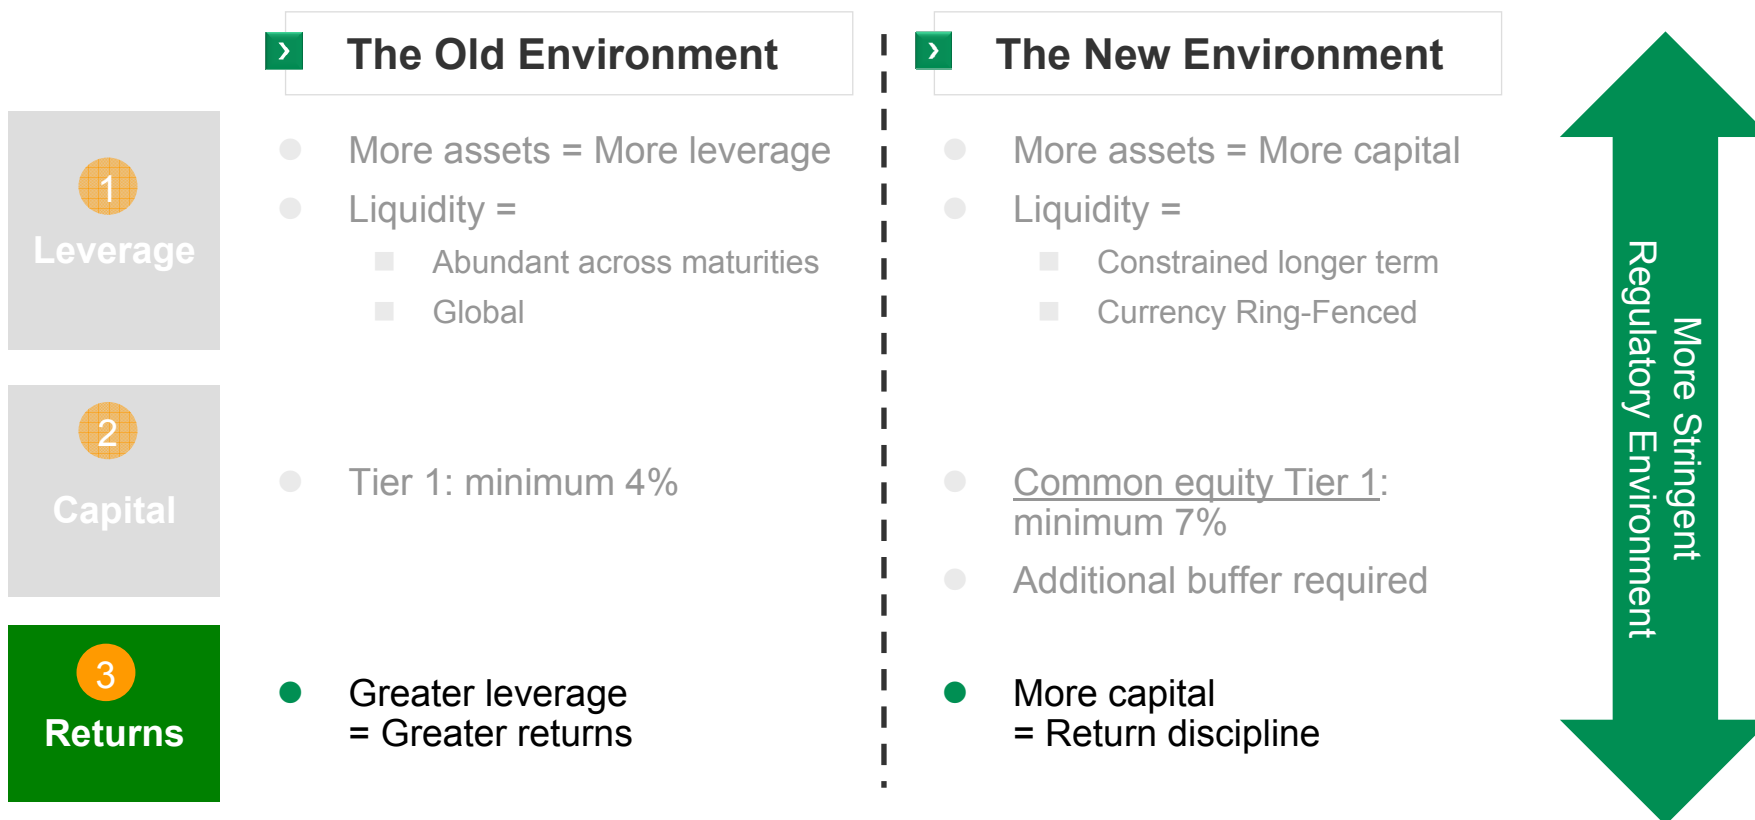 The Old Environment
The New Environment
1
Leverage
More assets = More leverage
Liquidity =
Abundant across maturities
Global
More assets = More capital
Liquidity =
Constrained longer term
Currency Ring-Fenced
2
Capital
Tier 1: minimum 4%
Common equity Tier 1:
minimum 7%
Additional buffer required
3
Returns
Greater leverage
= Greater returns
More capital
= Return discipline
More Stringent
Regulatory Environment